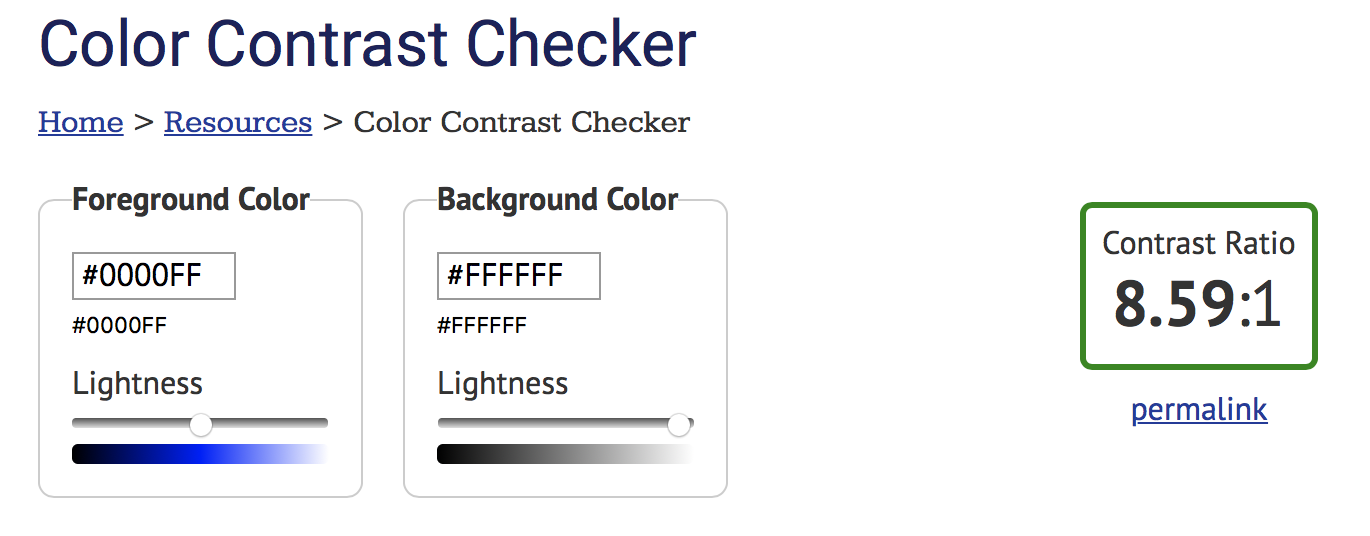 Color Contrast Checker
Home > Resources > Color Contrast Checker
Foreground Color
#0000FF
#0000FF
Lightness
Background Color
#FFFFFF
#FFFFFF
Lightness
Contrast Ratio
8.59:1
permalink